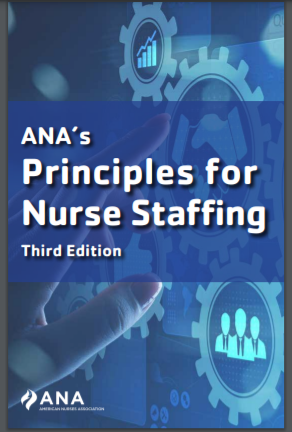 ANA´s
Principles for
Nurse Staffing
Third Edition
ANA
AMERICAN NURSES ASSOCIATION